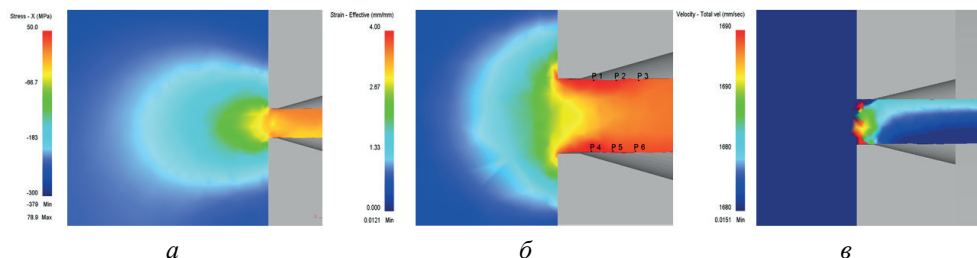 Stress - X (MPa)
50.0
-66.7
-183
-300
-379 Min
78.9 Max
Strain - Effective (mm/mm)
4.00
2.67
1.33
0.000
0.0121 Min
P 1 P 2 P 3
P 4 P 5 P 6
Velocity - Total vel (mm/sec)
1690
1690
1680
1680
0.0151 Min
а
б
в